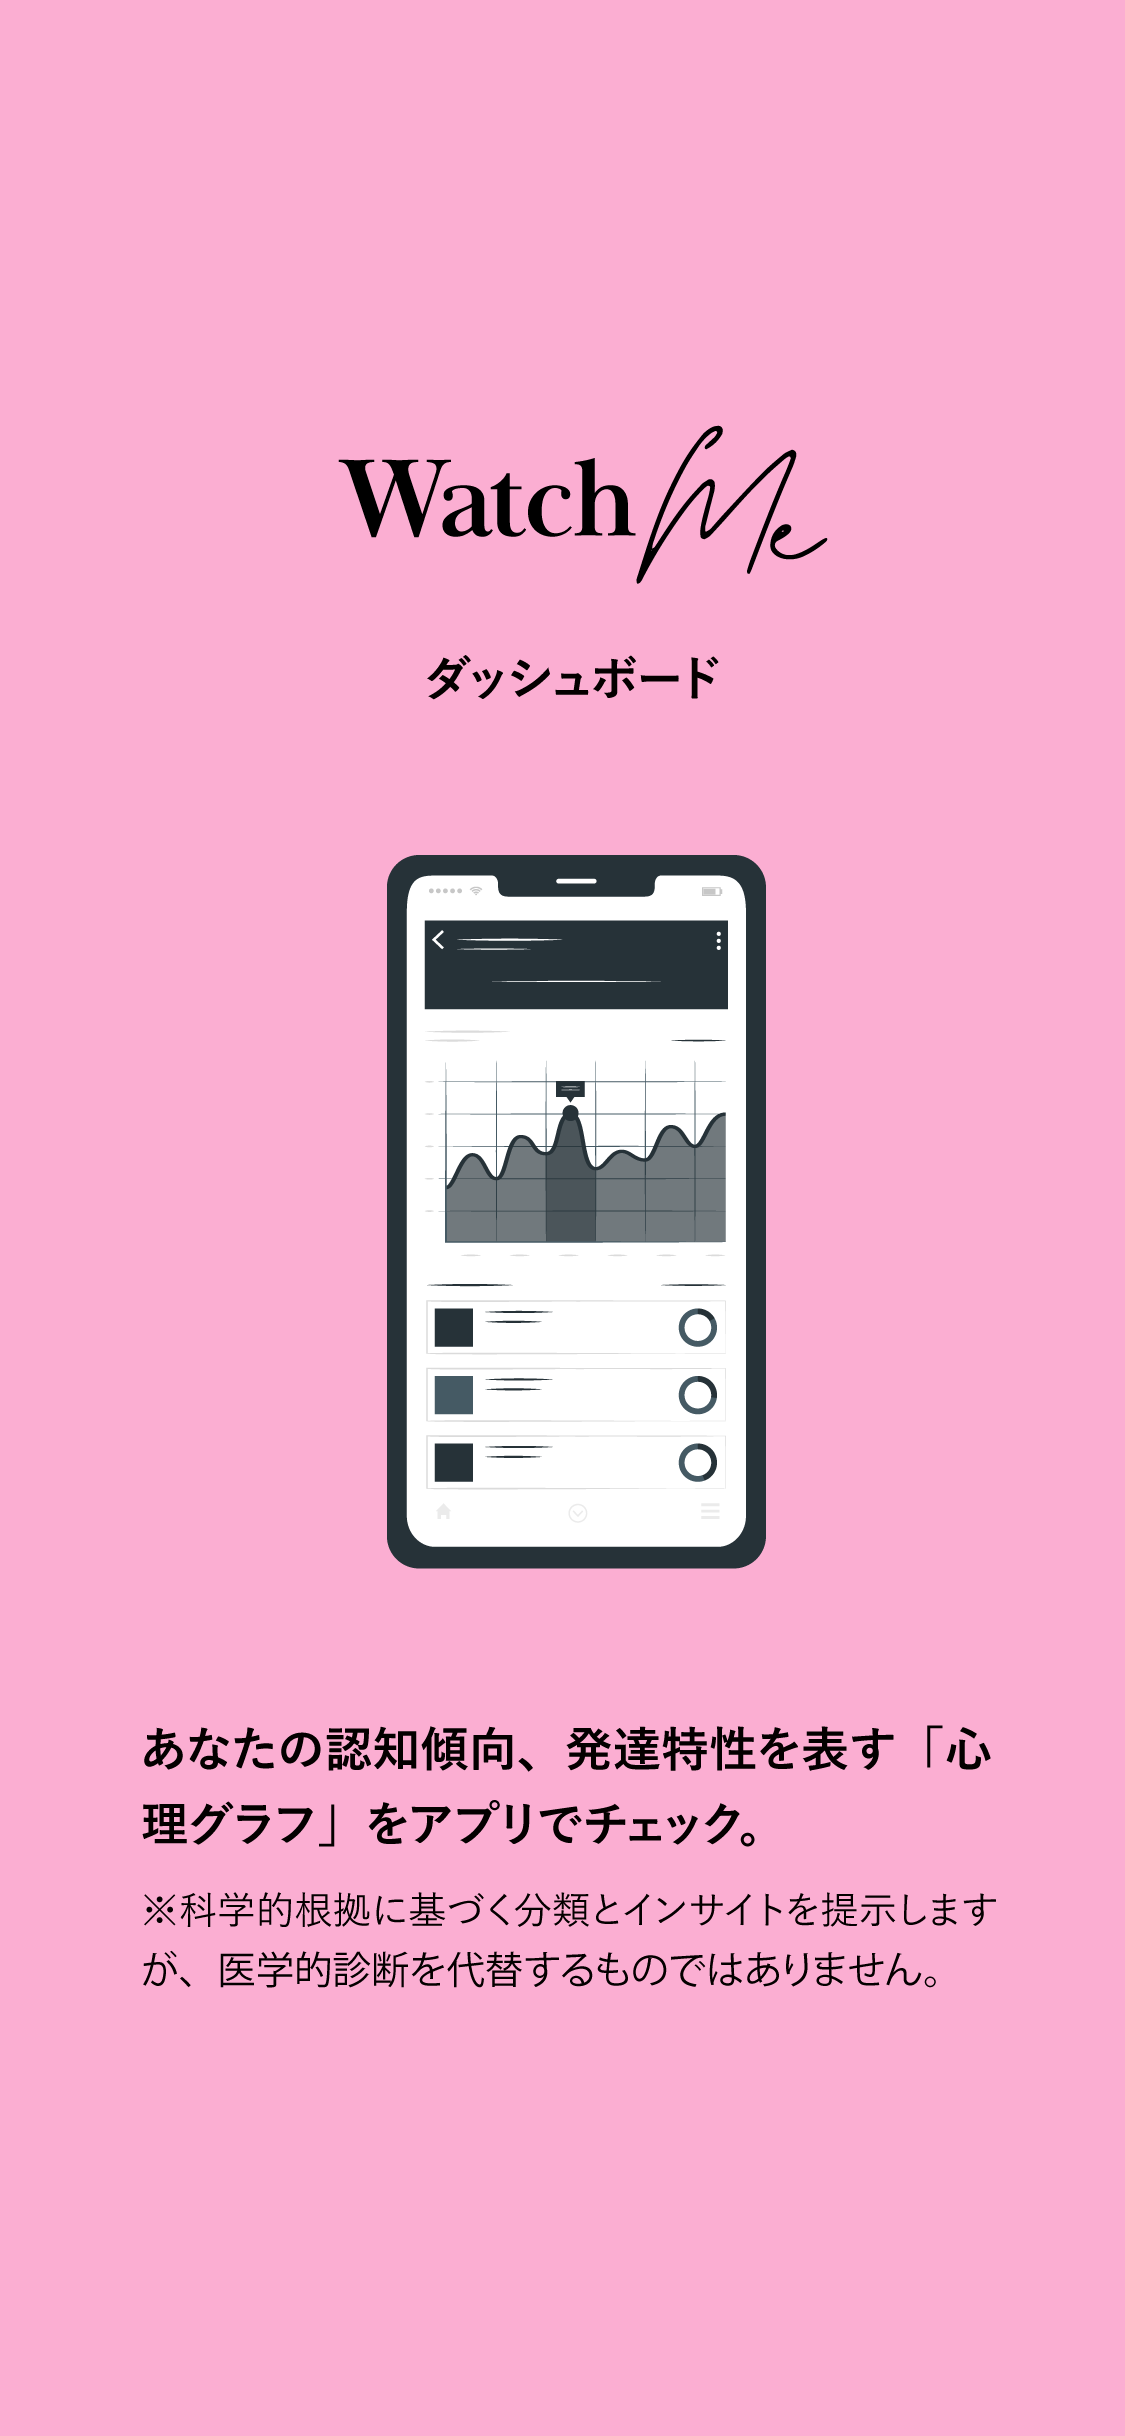 Watch Me
ダッシュボード
あなたの認知傾向、発達特性を表す「心
理グラフ」をアプリでチェック。
※科学的根拠に基づく分類とインサイトを提示します
が、医学的診断を代替するものではありません。